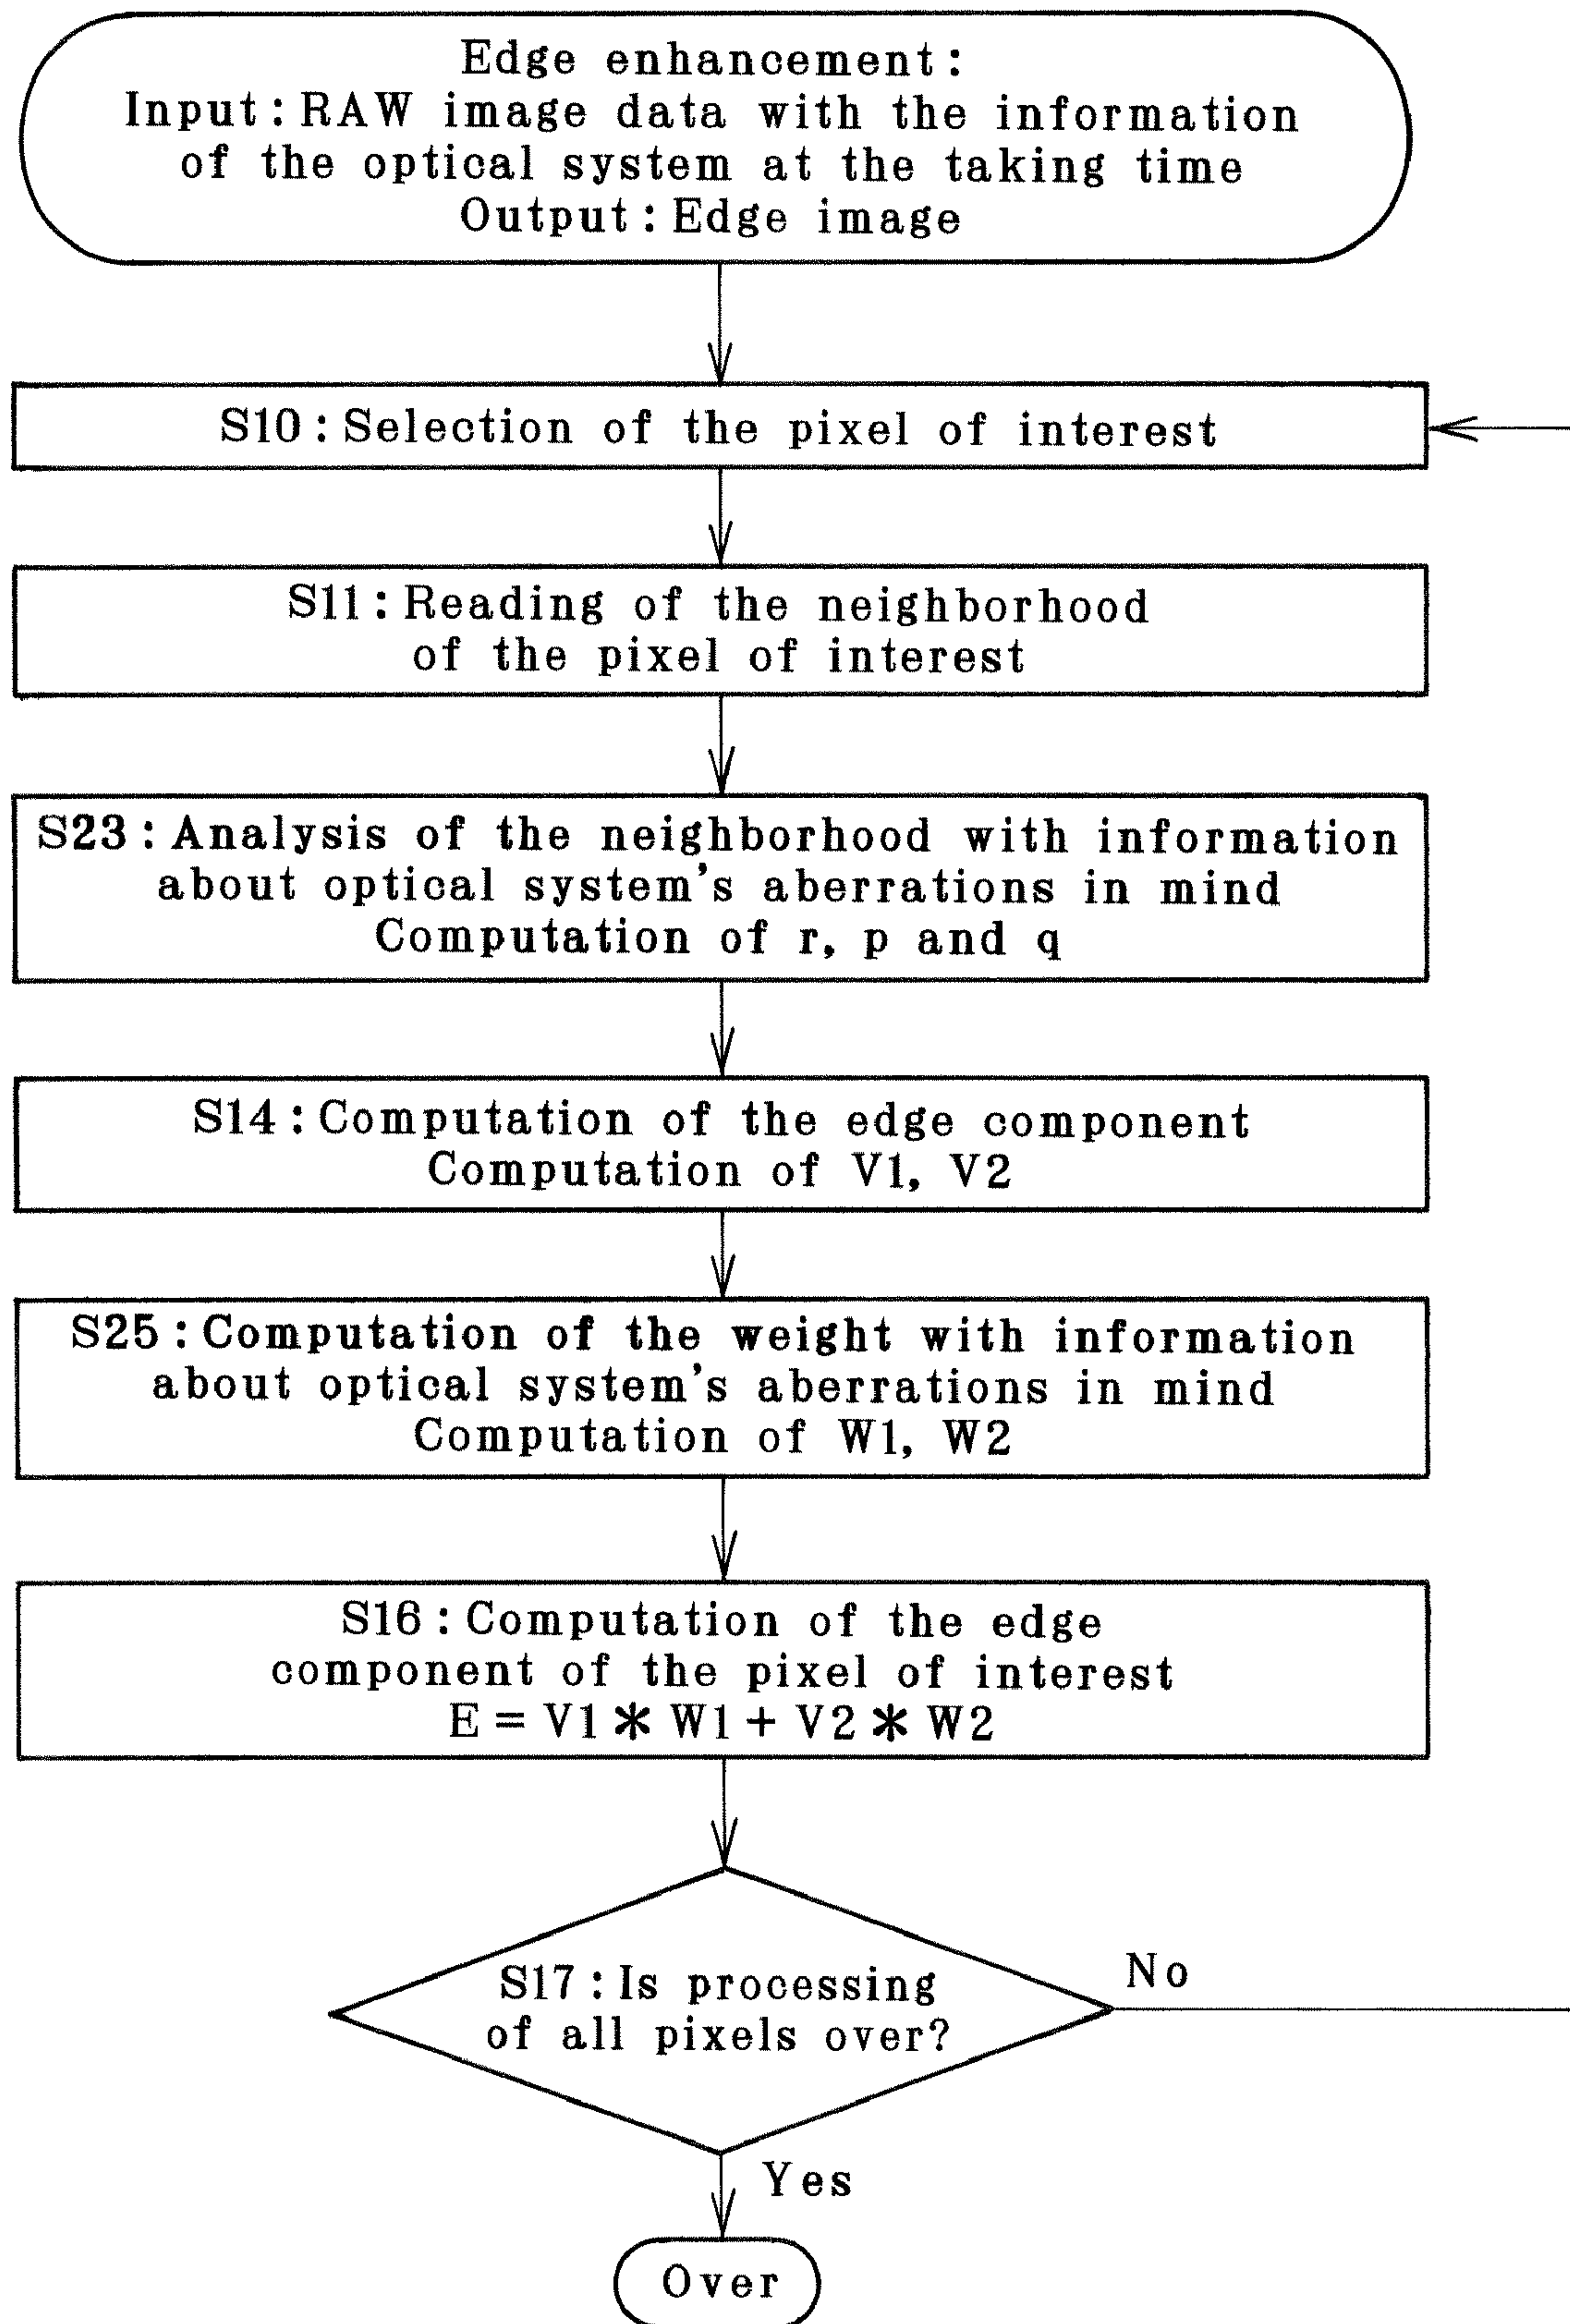 Edge enhancement:
Input: RAW image data with the information
of the optical system at the taking time
Output: Edge image
S10: Selection of the pixel of interest
S11: Reading of the neighborhood
of the pixel of interest
S23: Analysis of the neighborhood with information
about optical system's aberrations in mind
Computation of r, p and q
S14: Computation of the edge component
Computation of V1, V2
S25: Computation of the weight with information
about optical system's aberrations in mind
Computation of W1, W2
S16: Computation of the edge
component of the pixel of interest
E = V1 * W1 + V2 * W2
S17: Is processing
of all pixels over?
No
Yes
Over